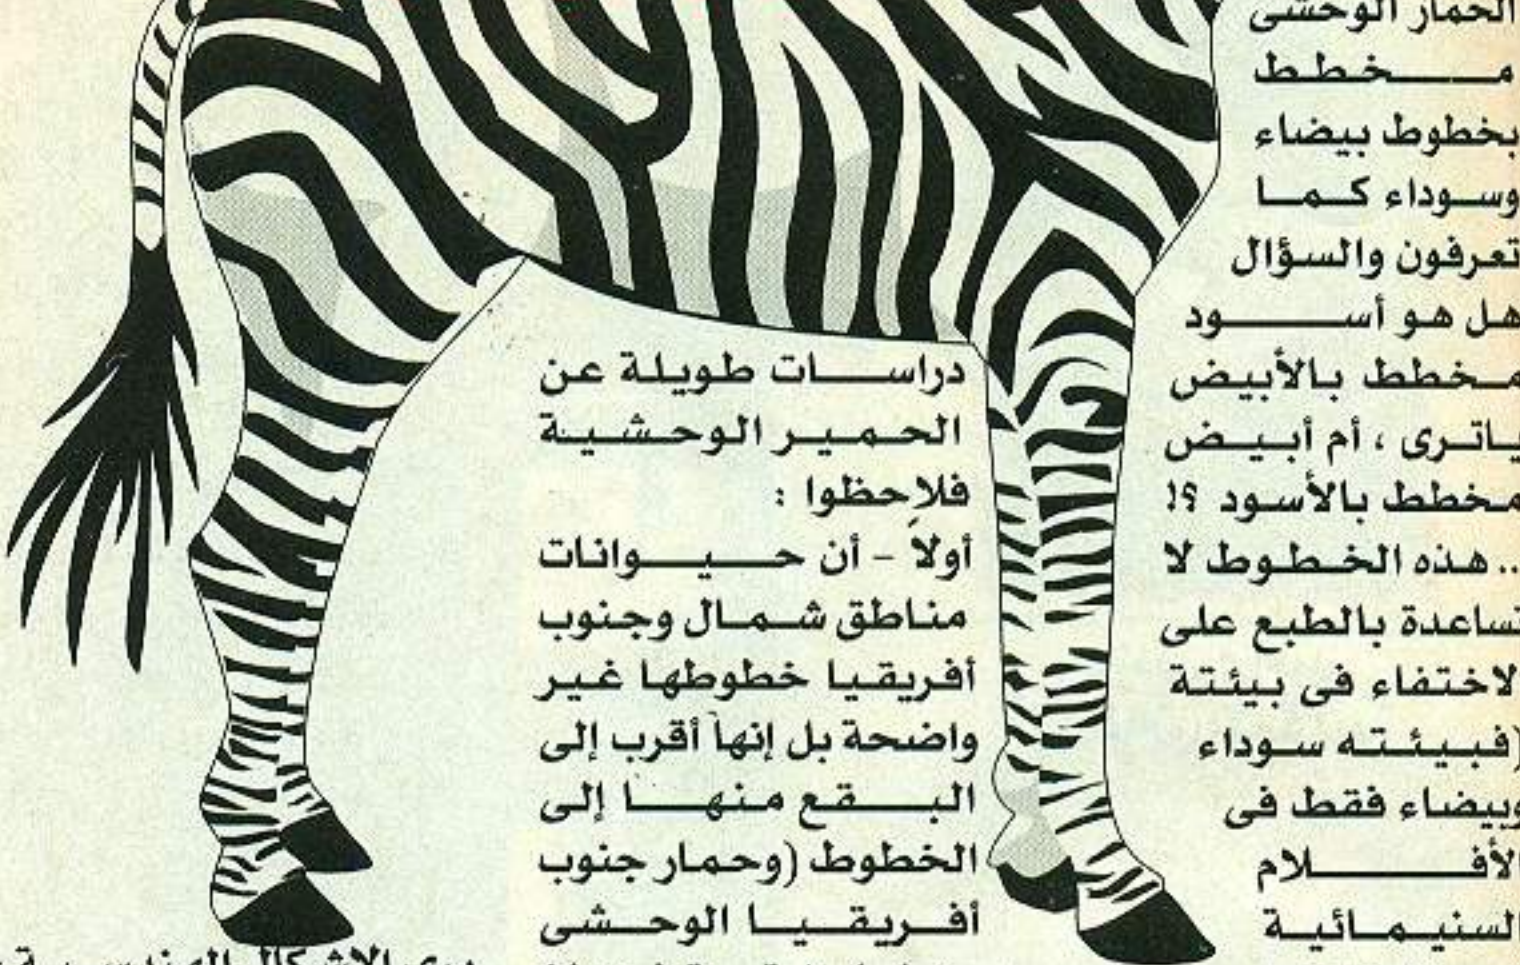 الحمار الوحشى
مخطط
بخطوط بيضاء
وسوداء كما
تعرفون والسؤال
هل هو أسود
مخطط بالأبيض
ياترى ، أم أبيض
مخطط بالأسود ؟!
.. هذه الخطوط لا
تساعدة بالطبع على
لاختفاء فى بيئتة
(فبيئته سوداء
وبيضاء فقط فى
الأفلام
السنيمائية
دراسات طويلة عن
الحمير الوحشية
فلاحظوا :
أولاً - أن حيوانات
مناطق شمال وجنوب
أفريقيا خطوطها غير
واضحة بل إنها أقرب إلى
البقع منها إلى
الخطوط (وحمار جنوب
أفريقيا الوحشى